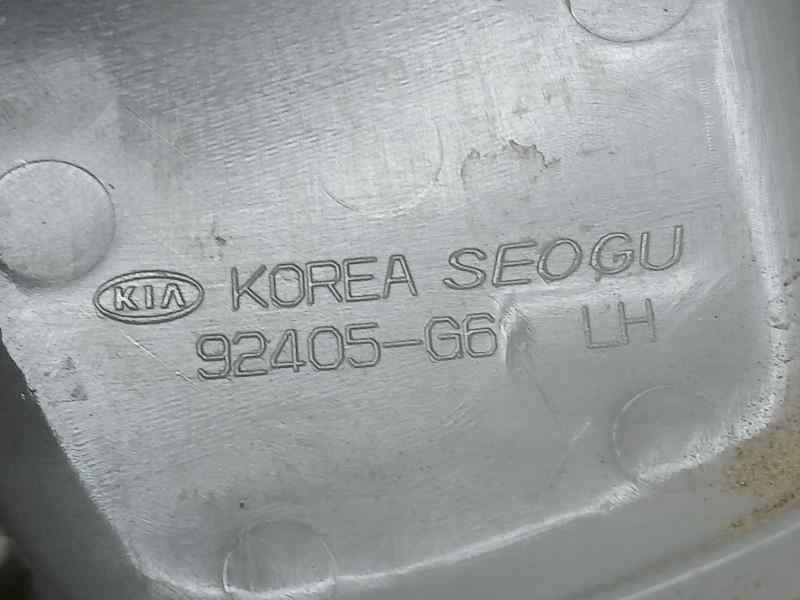 KIA KOREA SEOGU
92405-G6 LH